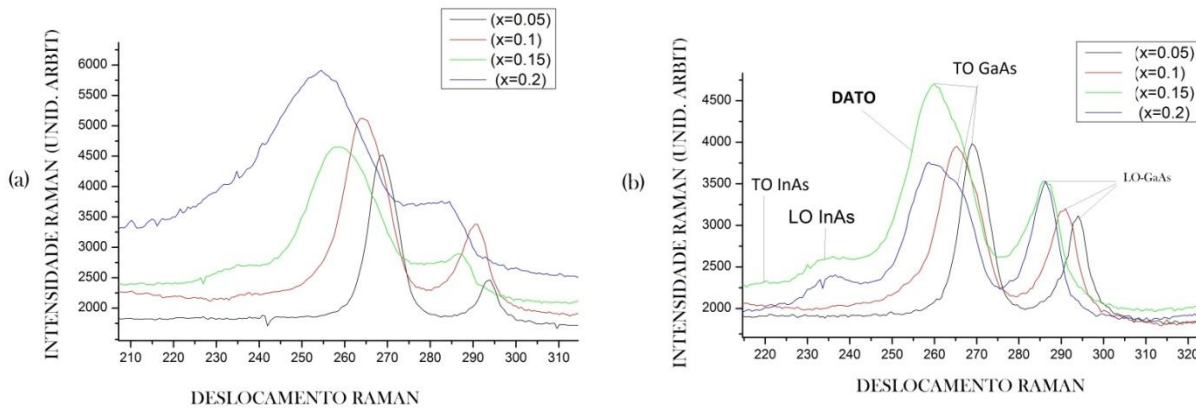 (x=0.05)
(x=0.1)
(x=0.15)
(x=0.2)
INTENSIDADE RAMAN (UNID. ARBIT)
6000
5500
5000
4500
4000
3500
3000
2500
2000
(a)
210 220 230 240 250 260 270 280 290 300 310
DESLOCAMENTO RAMAN
(x=0.05)
(x=0.1)
(x=0.15)
(x=0.2)
TO GaAs
DATO
TO InAs
LO InAs
LO-GaAs
INTENSIDADE RAMAN (UNID. ARBIT)
4500
4000
3500
3000
2500
2000
(b)
220 230 240 250 260 270 280 290 300 310 320
DESLOCAMENTO RAMAN